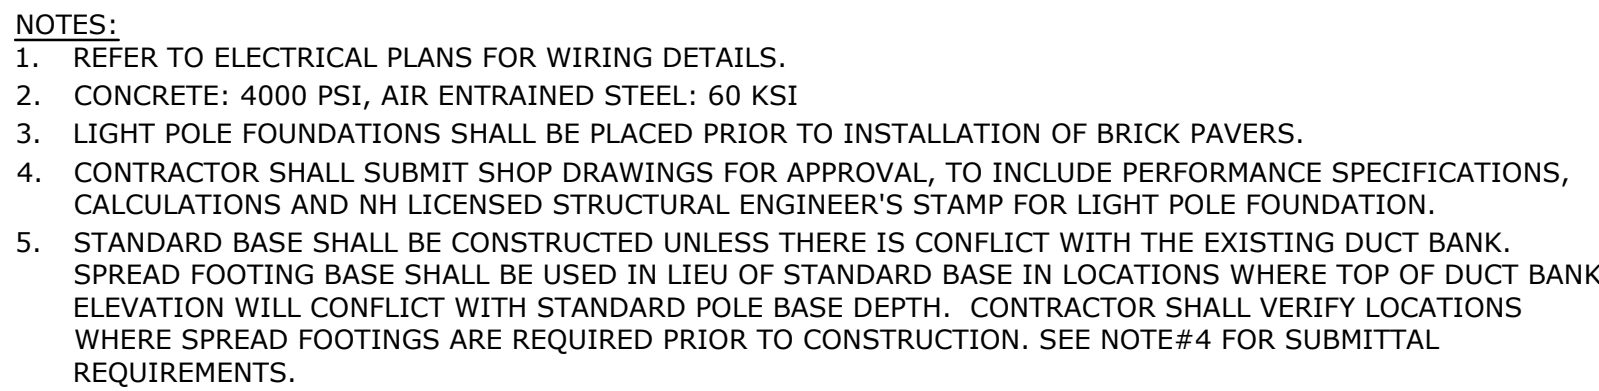 NOTES:
1. REFER TO ELECTRICAL PLANS FOR WIRING DETAILS.
2. CONCRETE: 4000 PSI, AIR ENTRAINED STEEL: 60 KSI
3. LIGHT POLE FOUNDATIONS SHALL BE PLACED PRIOR TO INSTALLATION OF BRICK PAVERS.
4. CONTRACTOR SHALL SUBMIT SHOP DRAWINGS FOR APPROVAL, TO INCLUDE PERFORMANCE SPECIFICATIONS,
CALCULATIONS AND NH LICENSED STRUCTURAL ENGINEER'S STAMP FOR LIGHT POLE FOUNDATION.
5. STANDARD BASE SHALL BE CONSTRUCTED UNLESS THERE IS CONFLICT WITH THE EXISTING DUCT BANK.
SPREAD FOOTING BASE SHALL BE USED IN LIEU OF STANDARD BASE IN LOCATIONS WHERE TOP OF DUCT BANK
ELEVATION WILL CONFLICT WITH STANDARD POLE BASE DEPTH. CONTRACTOR SHALL VERIFY LOCATIONS
WHERE SPREAD FOOTINGS ARE REQUIRED PRIOR TO CONSTRUCTION. SEE NOTE#4 FOR SUBMITTAL
REQUIREMENTS.